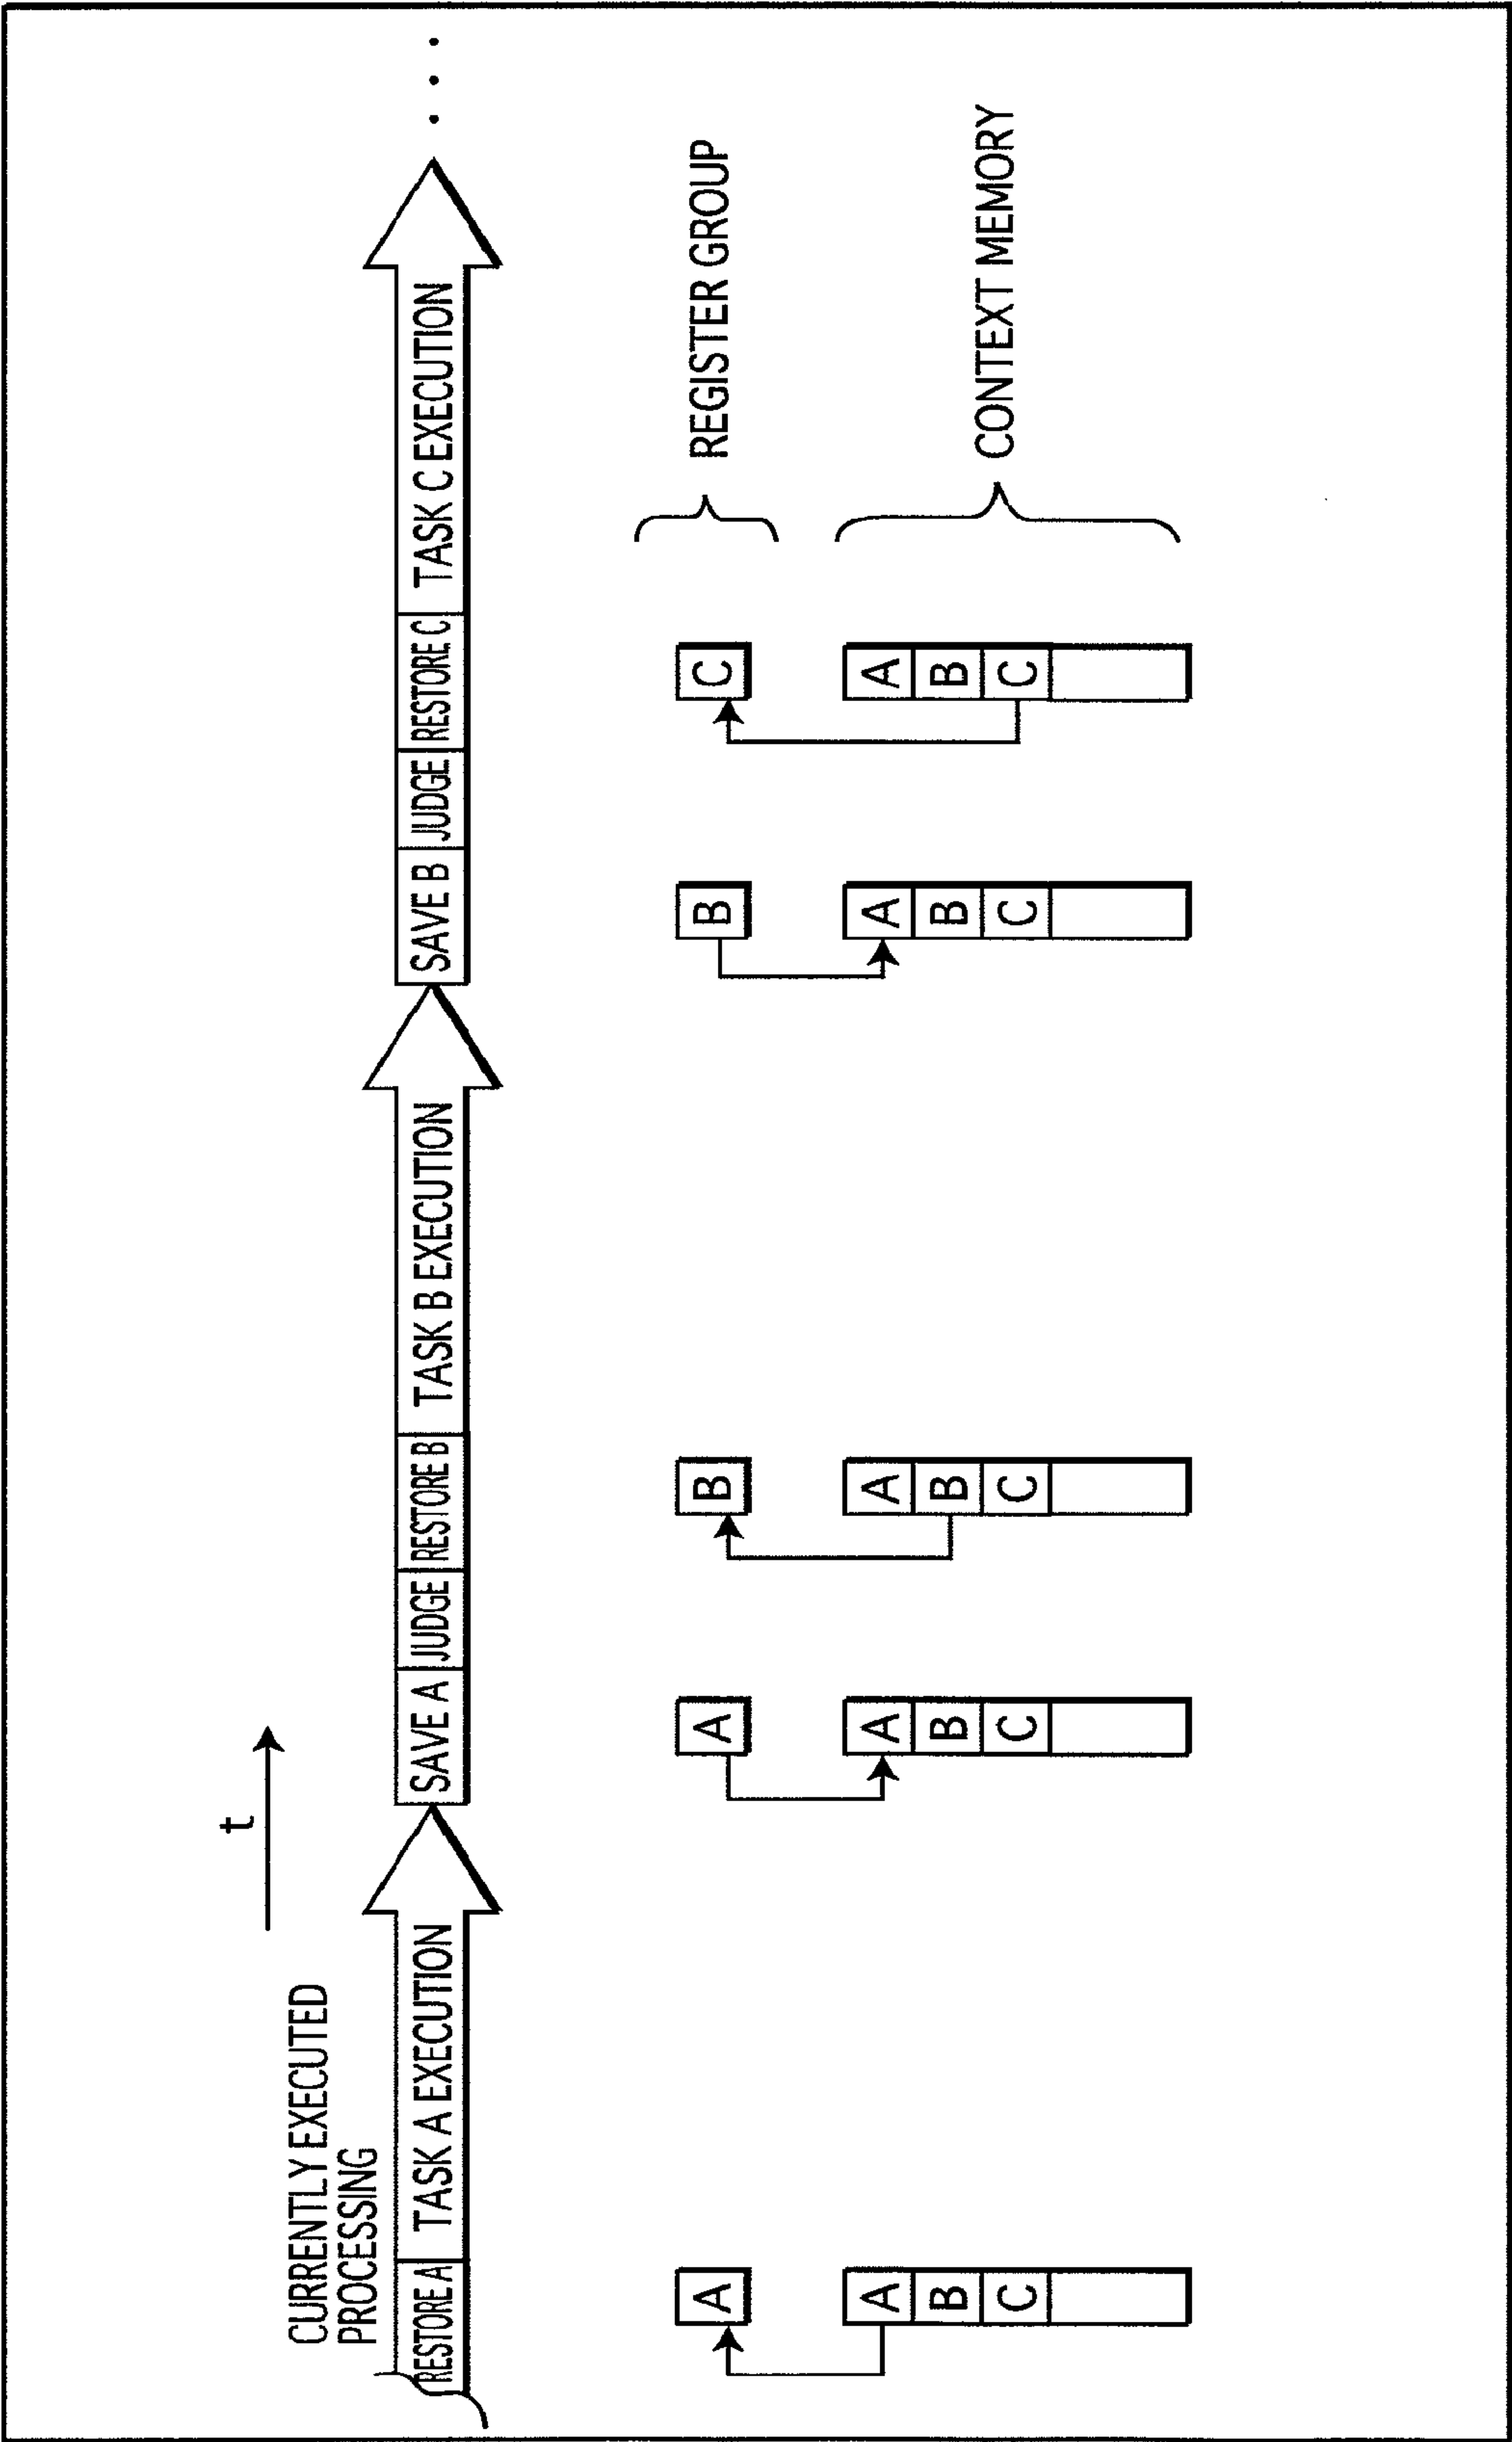 t
CURRENTLY EXECUTED
PROCESSING
RESTORE A TASK A EXECUTION SAVE A JUDGE RESTORE B TASK B EXECUTION SAVE B JUDGE RESTORE C TASK C EXECUTION ...
A A B B C REGISTER GROUP
A A A A A
B B B B B CONTEXT MEMORY
C C C C C